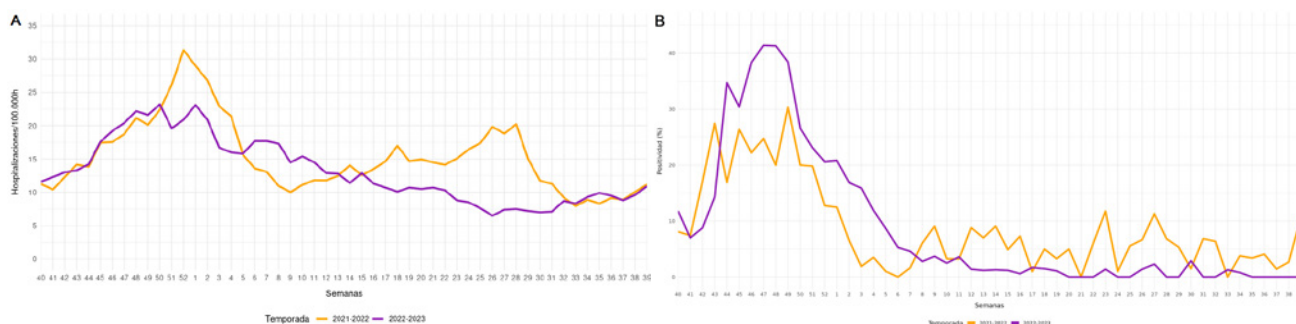 A
Hospitalizaciones/100.000h
35
30
25
20
15
10
5
0
40 41 42 43 44 45 46 47 48 49 50 51 52 1 2 3 4 5 6 7 8 9 10 11 12 13 14 15 16 17 18 19 20 21 22 23 24 25 26 27 28 29 30 31 32 33 34 35 36 37 38 39
Semanas
Temporada 2021-2022 2022-2023
B
Positividad (%)
40
30
20
10
0
40 41 42 43 44 45 46 47 48 49 50 51 52 1 2 3 4 5 6 7 8 9 10 11 12 13 14 15 16 17 18 19 20 21 22 23 24 25 26 27 28 29 30 31 32 33 34 35 36 37 38
Semanas
Temporada 2021-2022 2022-2023